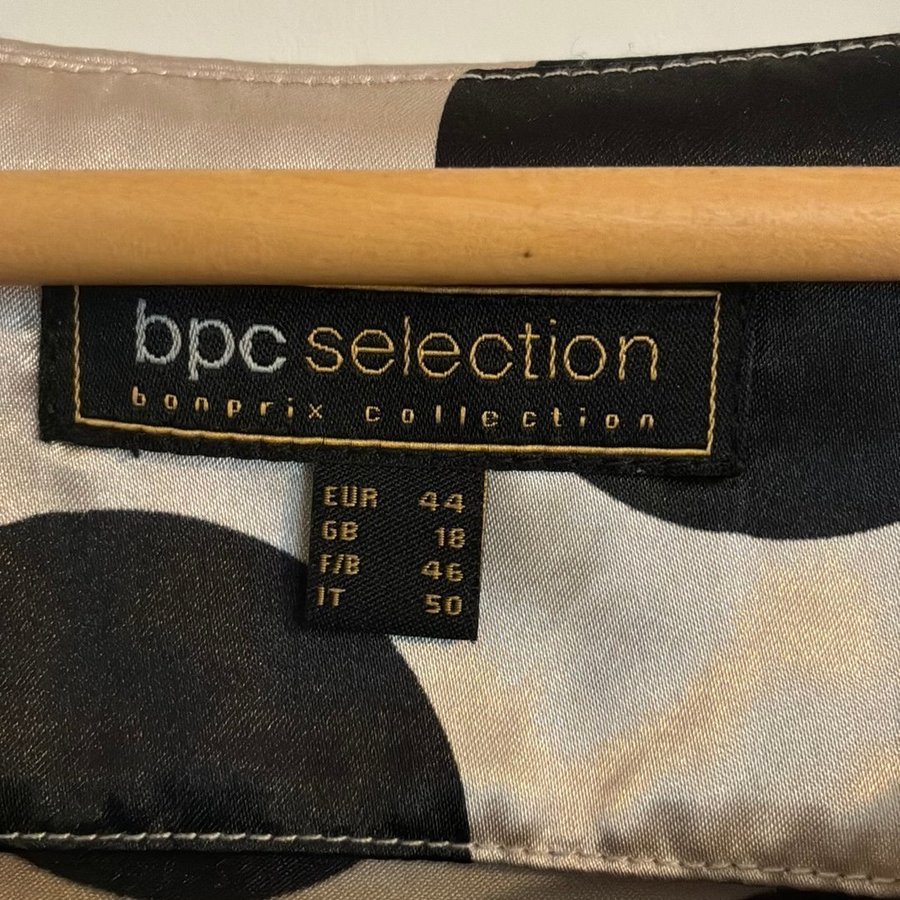 bpc selection
bonprix collection
EUR 44
GB 18
F/B 46
IT 50